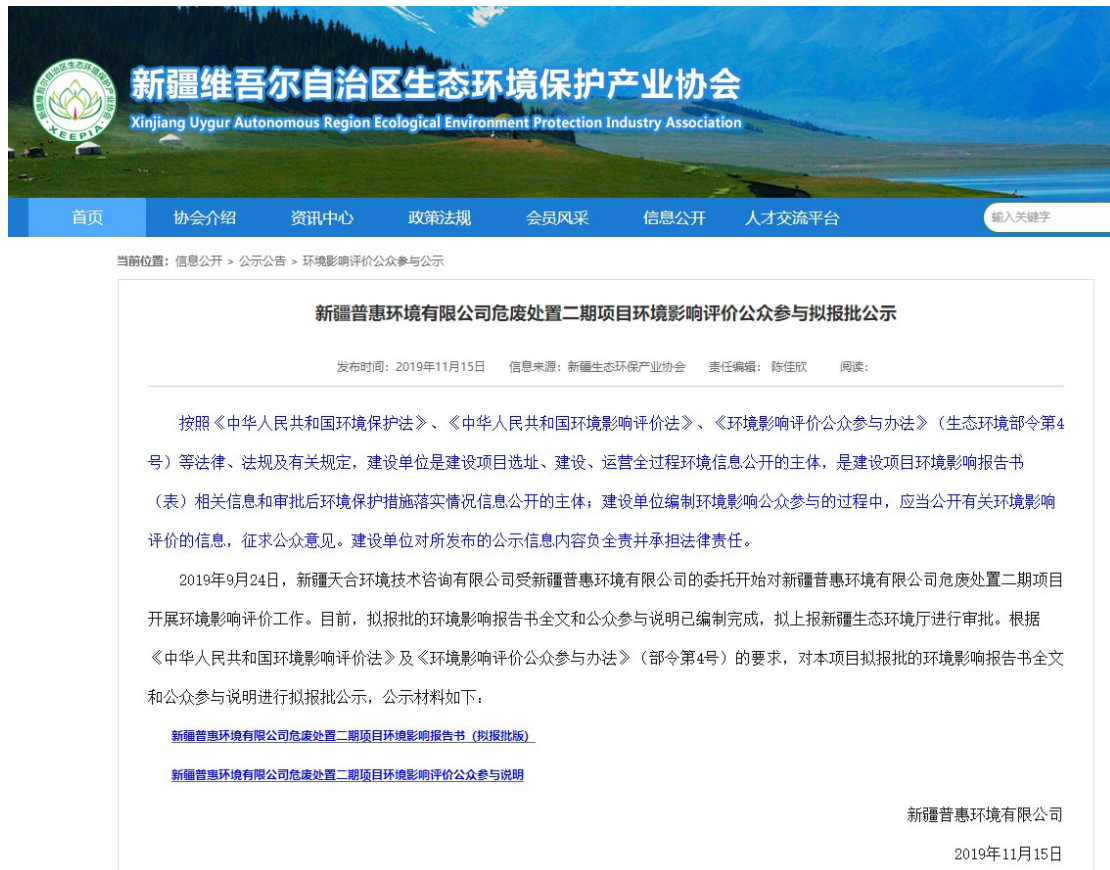 新疆维吾尔自治区生态环境保护产业协会
Xinjiang Uygur Autonomous Region Ecological Environment Protection Industry Association
XEEPIA
首页 协会介绍 资讯中心 政策法规 会员风采 信息公开 人才交流平台 输入关键字
当前位置：信息公开 > 公示公告 > 环境影响评价公众参与公示
新疆普惠环境有限公司危废处置二期项目环境影响评价公众参与拟报批公示
发布时间：2019年11月15日 信息来源：新疆生态环保产业协会 责任编辑：陈佳欣 阅读：
按照《中华人民共和国环境保护法》、《中华人民共和国环境影响评价法》、《环境影响评价公众参与办法》（生态环境部令第4
号）等法律、法规及有关规定，建设单位是建设项目选址、建设、运营全过程环境信息公开的主体，是建设项目环境影响报告书
（表）相关信息和审批后环境保护措施落实情况信息公开的主体；建设单位编制环境影响公众参与的过程中，应当公开有关环境影响
评价的信息，征求公众意见。建设单位对所发布的公示信息内容负全责并承担法律责任。
2019年9月24日，新疆天合环境技术咨询有限公司受新疆普惠环境有限公司的委托开始对新疆普惠环境有限公司危废处置二期项目
开展环境影响评价工作。目前，拟报批的环境影响报告书全文和公众参与说明已编制完成，拟上报新疆生态环境厅进行审批。根据
《中华人民共和国环境影响评价法》及《环境影响评价公众参与办法》（部令第4号）的要求，对本项目拟报批的环境影响报告书全文
和公众参与说明进行拟报批公示，公示材料如下：
新疆普惠环境有限公司危废处置二期项目环境影响报告书（拟报批版）
新疆普惠环境有限公司危废处置二期项目环境影响评价公众参与说明
新疆普惠环境有限公司
2019年11月15日